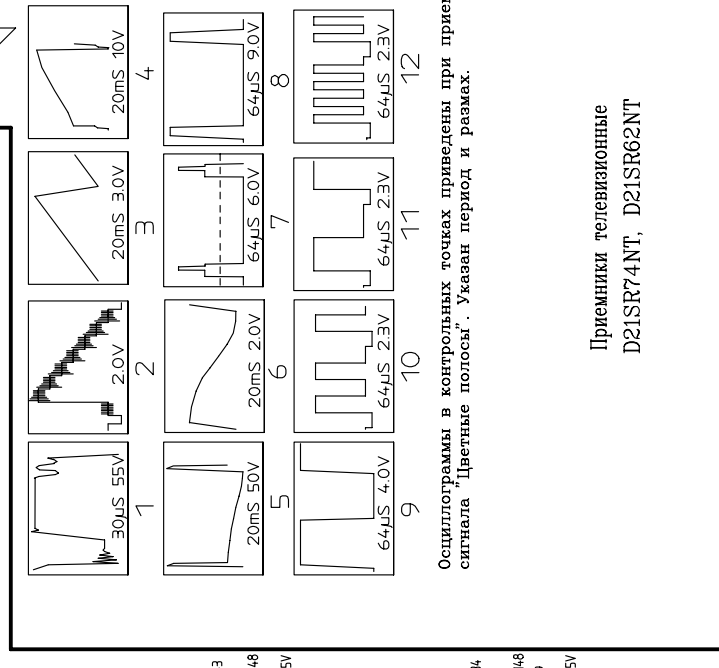 30µS 55V
1
2.0V
2
20mS 3.0V
3
20mS 10V
4
20mS 50V
5
20mS 2.0V
6
64µS 6.0V
7
64µS 9.0V
8
64µS 4.0V
9
64µS 2.3V
10
64µS 2.3V
11
64µS 2.3V
12
Осциллограммы в контрольных точках приведены при
сигнала "Цветные полосы". Указан период и размах.
Приемники телевизионные
D21SR74NT, D21SR62NT